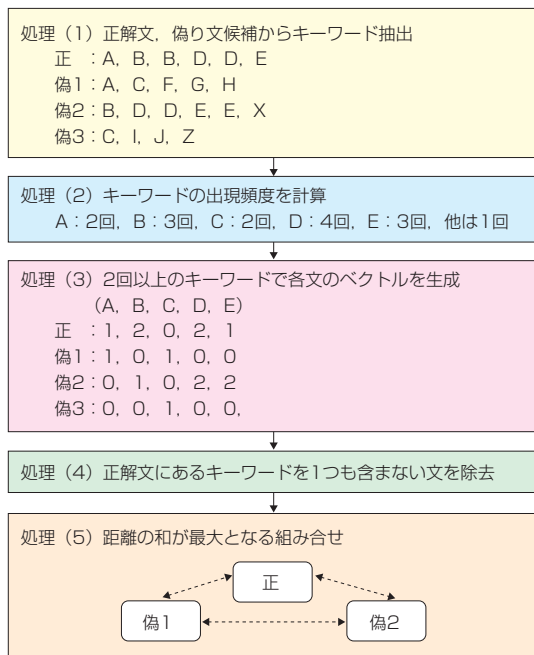 処理（1）正解文，偽り文候補からキーワード抽出
正　：A，B，B，D，D，E
偽1：A，C，F，G，H
偽2：B，D，D，E，E，X
偽3：C，I，J，Z
処理（2）キーワードの出現頻度を計算
A：2回，B：3回，C：2回，D：4回，E：3回，他は1回
処理（3）2回以上のキーワードで各文のベクトルを生成
（A，B，C，D，E）
正　：1，2，0，2，1
偽1：1，0，1，0，0
偽2：0，1，0，2，2
偽3：0，0，1，0，0，
処理（4）正解文にあるキーワードを1つも含まない文を除去
処理（5）距離の和が最大となる組み合せ
正
偽1
偽2